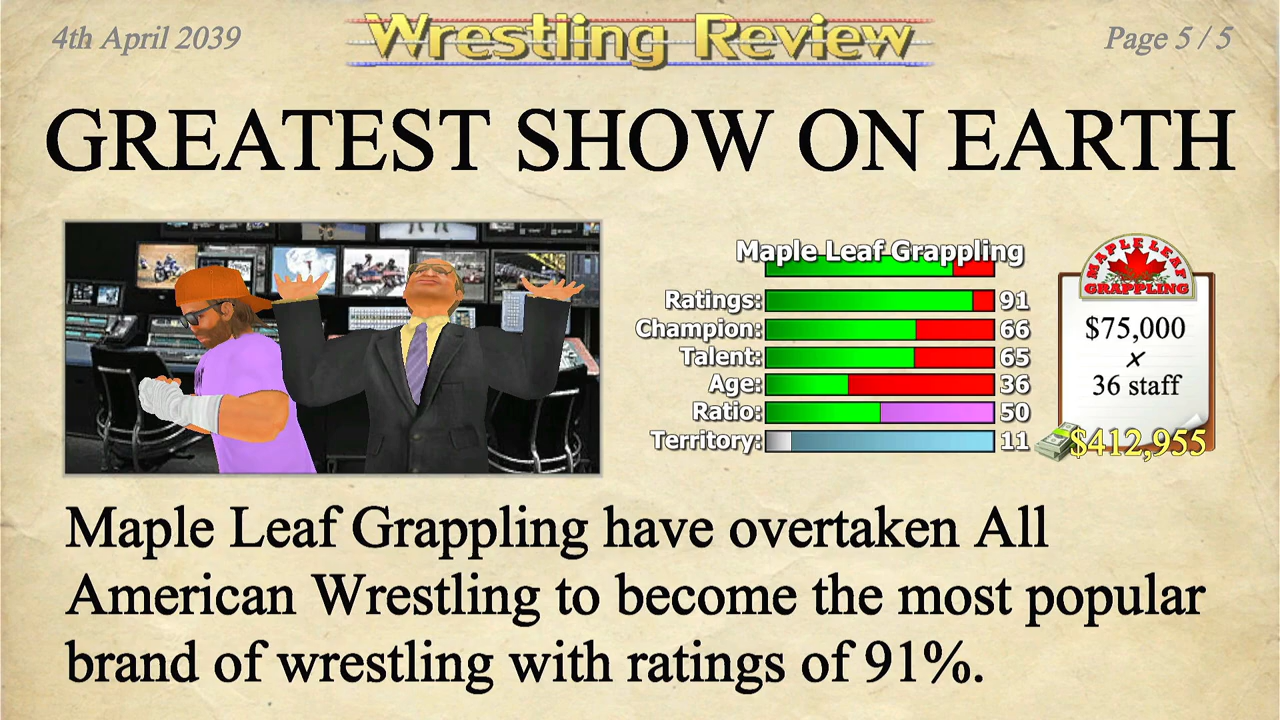 4th April 2039
Wrestling Review
Page 5 / 5
GREATEST SHOW ON EARTH
Maple Leaf Grappling
Ratings: 91
Champion: 66
Talent: 65
Age: 36
Ratio: 50
Territory: 11
MAPLE LEAF
GRAPPLING
$75,000
×
36 staff
$412,955
Maple Leaf Grappling have overtaken All
American Wrestling to become the most popular
brand of wrestling with ratings of 91%.